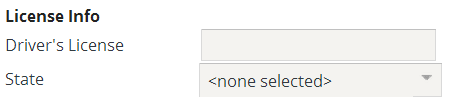 License Info
Driver's License
State <none selected>